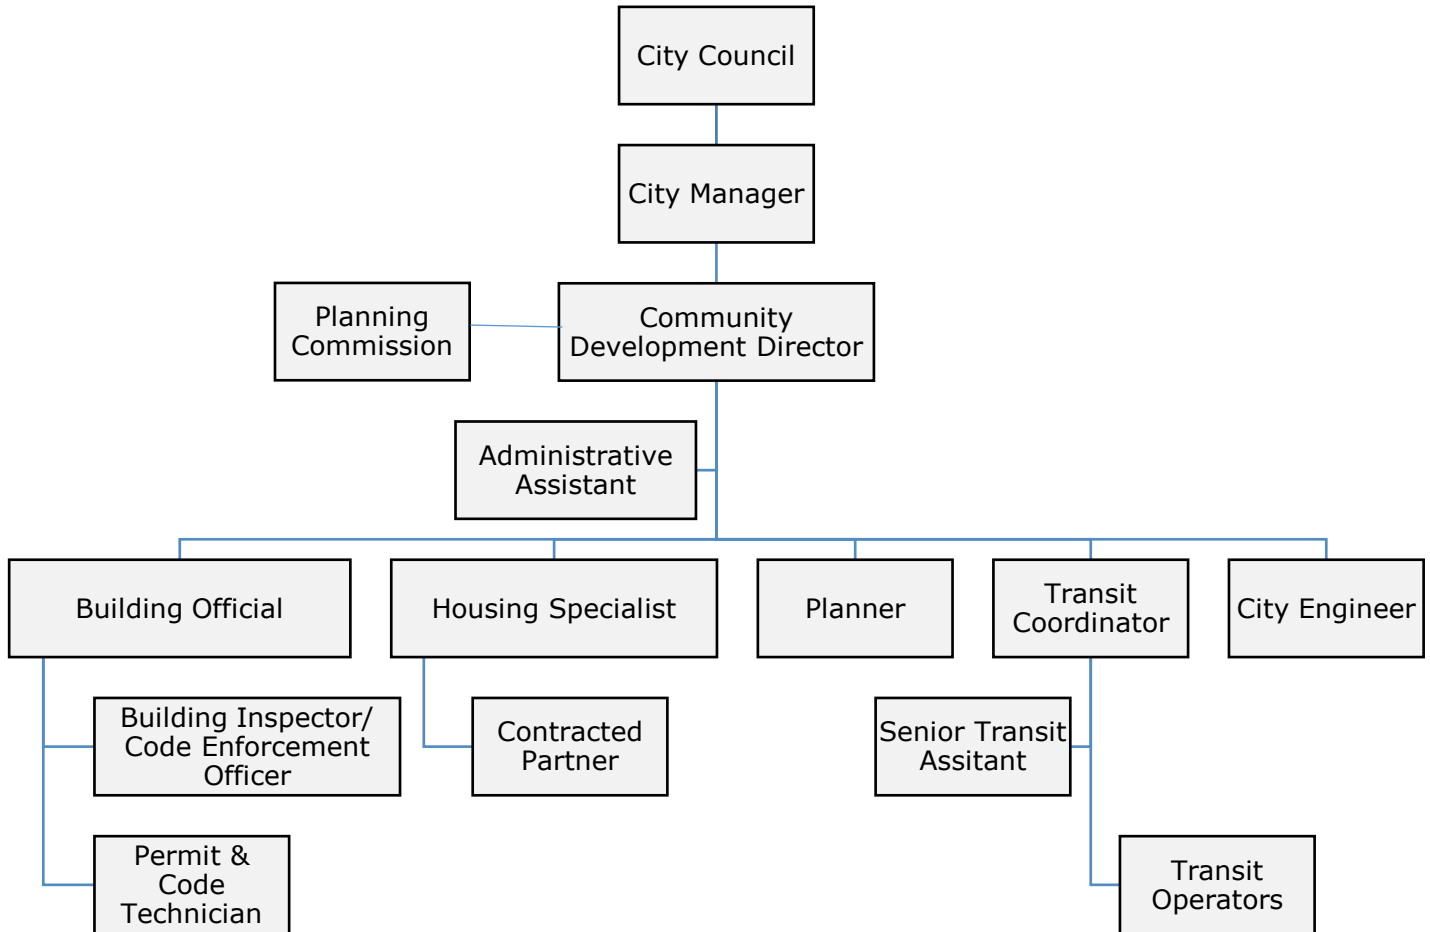 City Council
City Manager
Planning
Commission
Community
Development Director
Administrative
Assistant
Building Official
Housing Specialist
Planner
Transit
Coordinator
City Engineer
Building Inspector/
Code Enforcement
Officer
Contracted
Partner
Senior Transit
Assitant
Permit &
Code
Technician
Transit
Operators